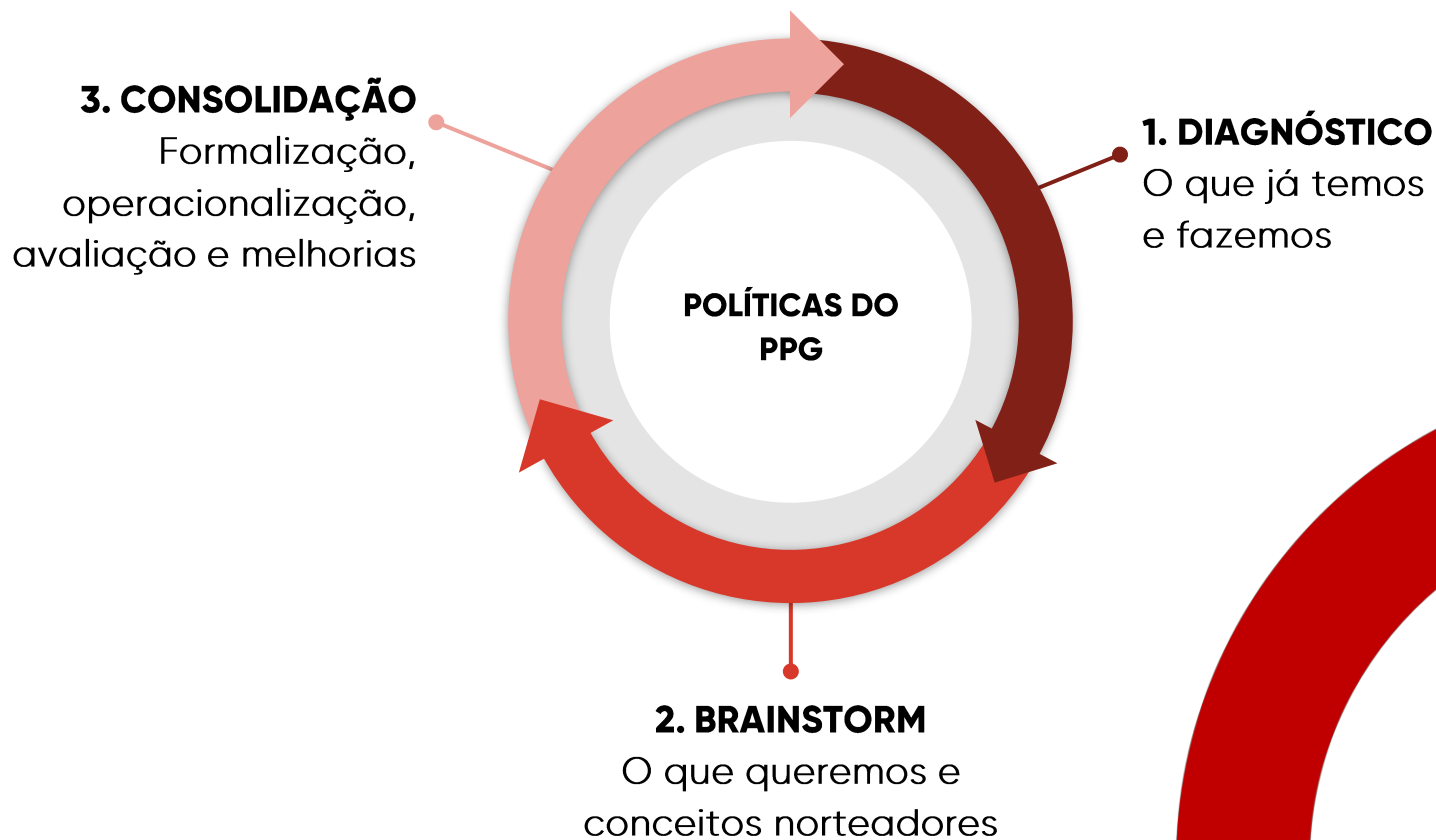 3. CONSOLIDAÇÃO
Formalização,
operacionalização,
avaliação e melhorias
1. DIAGNÓSTICO
O que já temos
e fazemos
POLÍTICAS DO
PPG
2. BRAINSTORM
O que queremos e
conceitos norteadores